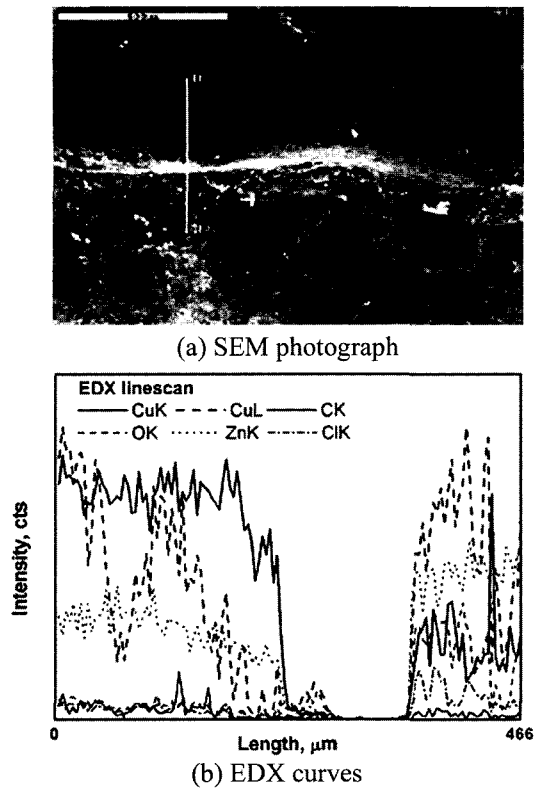 (a) SEM photograph
EDX linescan
CuK CuL CK
OK ZnK ClK
Intensity, cts
0 466
Length, μm
(b) EDX curves